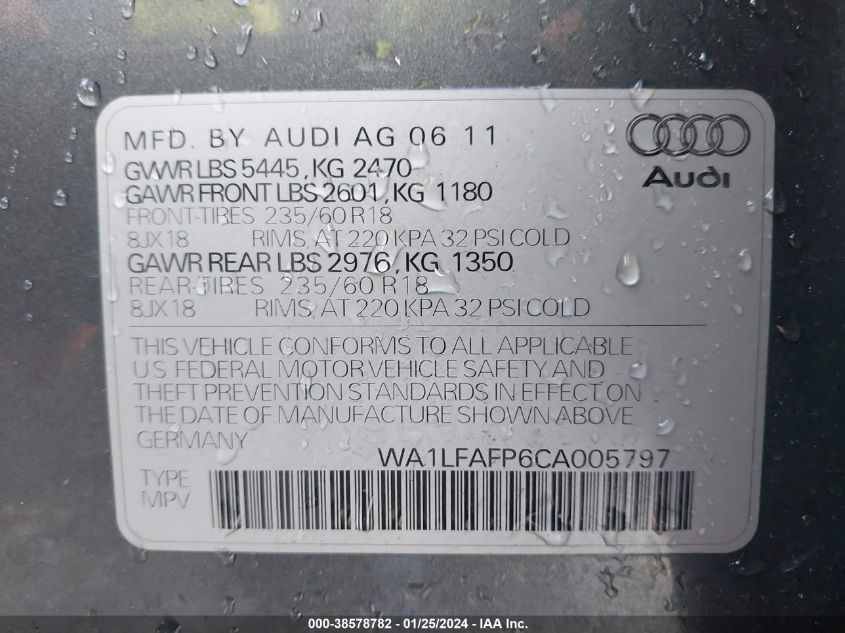 MFD. BY AUDI AG 06 11
GVWR LBS 5445, KG 2470
GAWR FRONT LBS 2601, KG 1180
FRONT-TIRES 235/60 R18
8JX18 RIMS, AT 220 KPA 32 PSI COLD
GAWR REAR LBS 2976, KG 1350
REAR-TIRES 235/60 R18
8JX18 RIMS, AT 220 KPA 32 PSI COLD
Audi
THIS VEHICLE CONFORMS TO ALL APPLICABLE
US FEDERAL MOTOR VEHICLE SAFETY AND
THEFT PREVENTION STANDARDS IN EFFECT ON
THE DATE OF MANUFACTURE SHOWN ABOVE
GERMANY
WA1LFAFP6CA005797
TYPE
MPV
000-38578782 - 01/25/2024 - IAA, Inc.